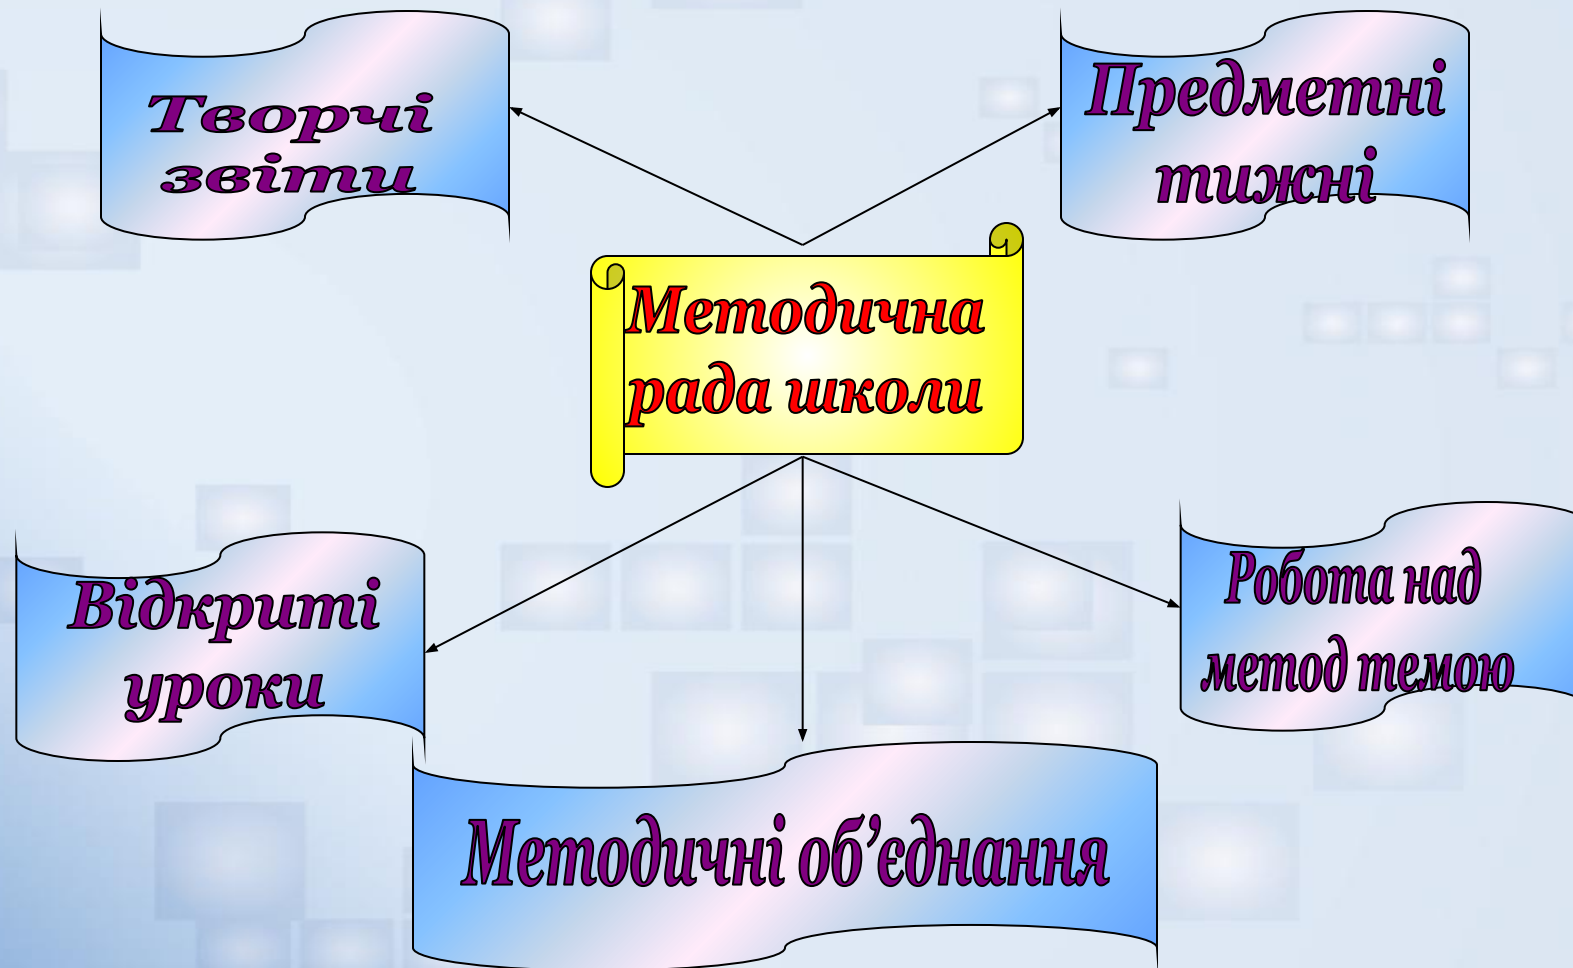 Творчі
звіти
Предметні
тижні
Методична
рада школи
Відкриті
уроки
Робота над
метод темою
Методичні об’єднання